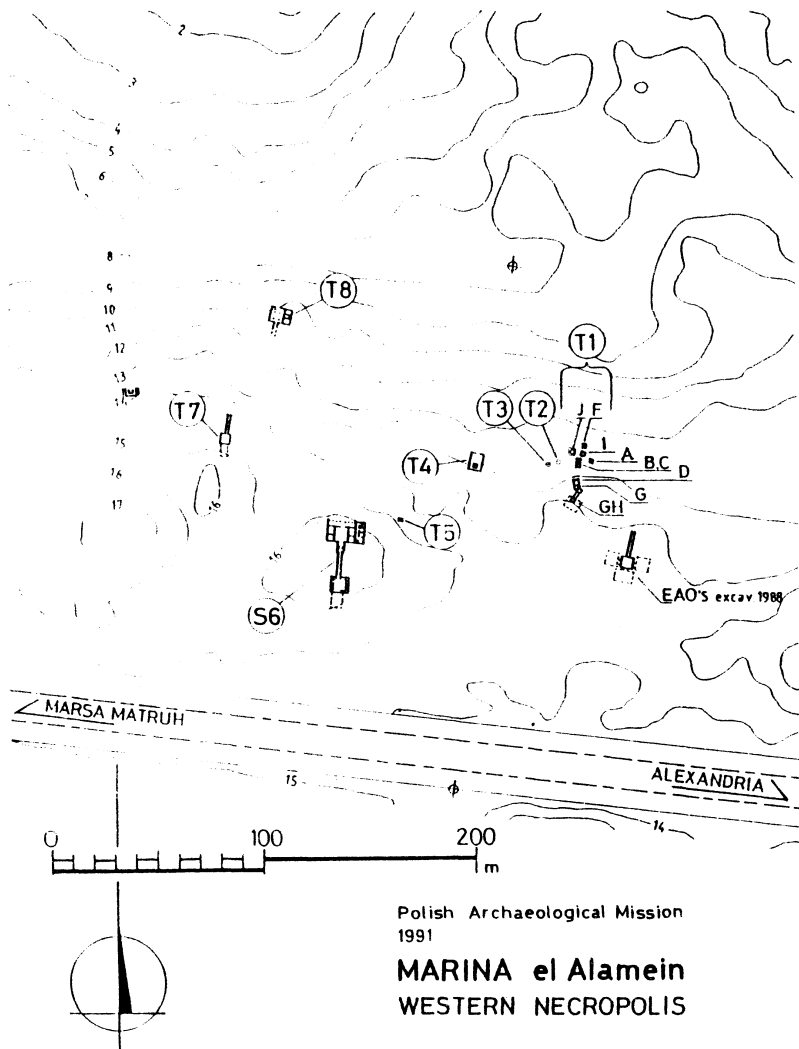 2
3
4
5
6
8
9
10
11
12
13
14
15
16
17
T8
T1
T7
T3 T2
J F
I
A
B,C
D
T4
G
GH
16
T5
16
S6
EAO'S excav 1988
MARSA MATRUH
ALEXANDRIA
15
14
0 100 200
m
Polish Archaeological Mission
1991
MARINA el Alamein
WESTERN NECROPOLIS